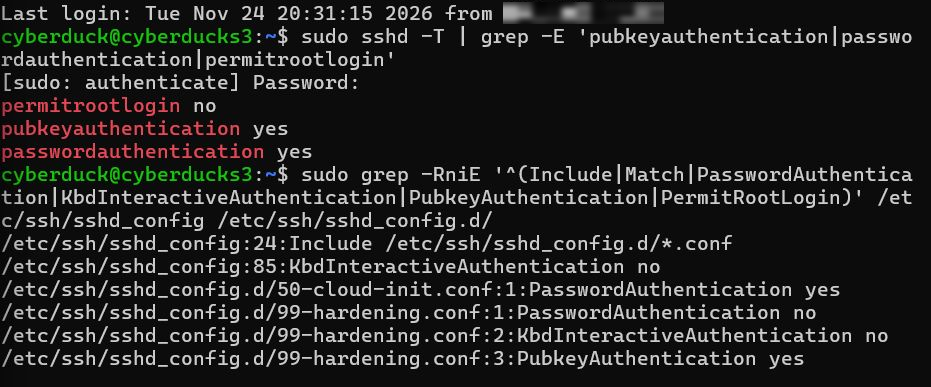 Last login: Tue Nov 24 20:31:15 2026 from
cyberduck@cyberducks3:~$ sudo sshd -T | grep -E 'pubkeyauthentication|passwo
rdauthentication|permitrootlogin'
[sudo: authenticate] Password:
permitrootlogin no
pubkeyauthentication yes
passwordauthentication yes
cyberduck@cyberducks3:~$ sudo grep -RniE '^(Include|Match|PasswordAuthentica
tion|KbdInteractiveAuthentication|PubkeyAuthentication|PermitRootLogin)' /et
c/ssh/sshd_config /etc/ssh/sshd_config.d/
/etc/ssh/sshd_config:24:Include /etc/ssh/sshd_config.d/*.conf
/etc/ssh/sshd_config:85:KbdInteractiveAuthentication no
/etc/ssh/sshd_config.d/50-cloud-init.conf:1:PasswordAuthentication yes
/etc/ssh/sshd_config.d/99-hardening.conf:1:PasswordAuthentication no
/etc/ssh/sshd_config.d/99-hardening.conf:2:KbdInteractiveAuthentication no
/etc/ssh/sshd_config.d/99-hardening.conf:3:PubkeyAuthentication yes